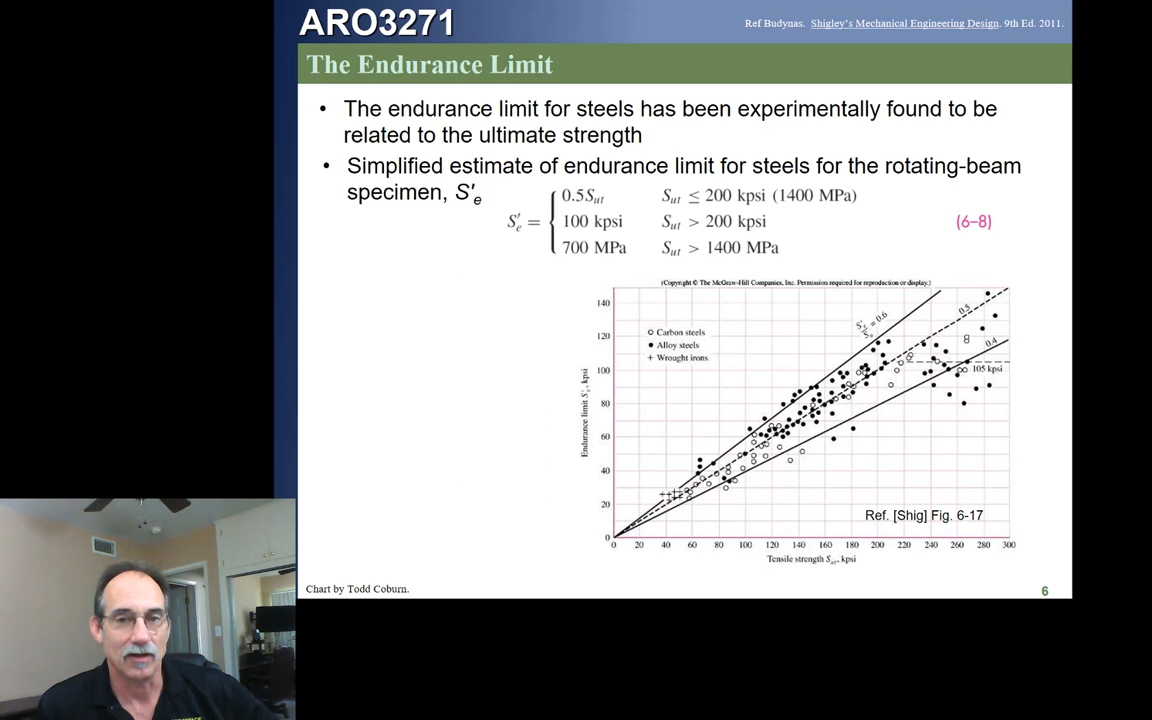 ARO3271
Ref Budynas. Shigley's Mechanical Engineering Design. 9th Ed. 2011.
The Endurance Limit
• The endurance limit for steels has been experimentally found to be
related to the ultimate strength
• Simplified estimate of endurance limit for steels for the rotating-beam
specimen, S′e
S′e = { 0.5Sut Sut ≤ 200 kpsi (1400 MPa)
100 kpsi Sut > 200 kpsi
700 MPa Sut > 1400 MPa
(6–8)
(Copyright © The McGraw-Hill Companies, Inc. Permission required for reproduction or display.)
140
120
100
80
60
40
20
0
Endurance limit S′e, kpsi
Carbon steels
Alloy steels
Wrought irons
= 0.6
0.5
0.4
105 kpsi
Ref. [Shig] Fig. 6-17
0 20 40 60 80 100 120 140 160 180 200 220 240 260 280 300
Tensile strength Sut, kpsi
Chart by Todd Coburn.
6